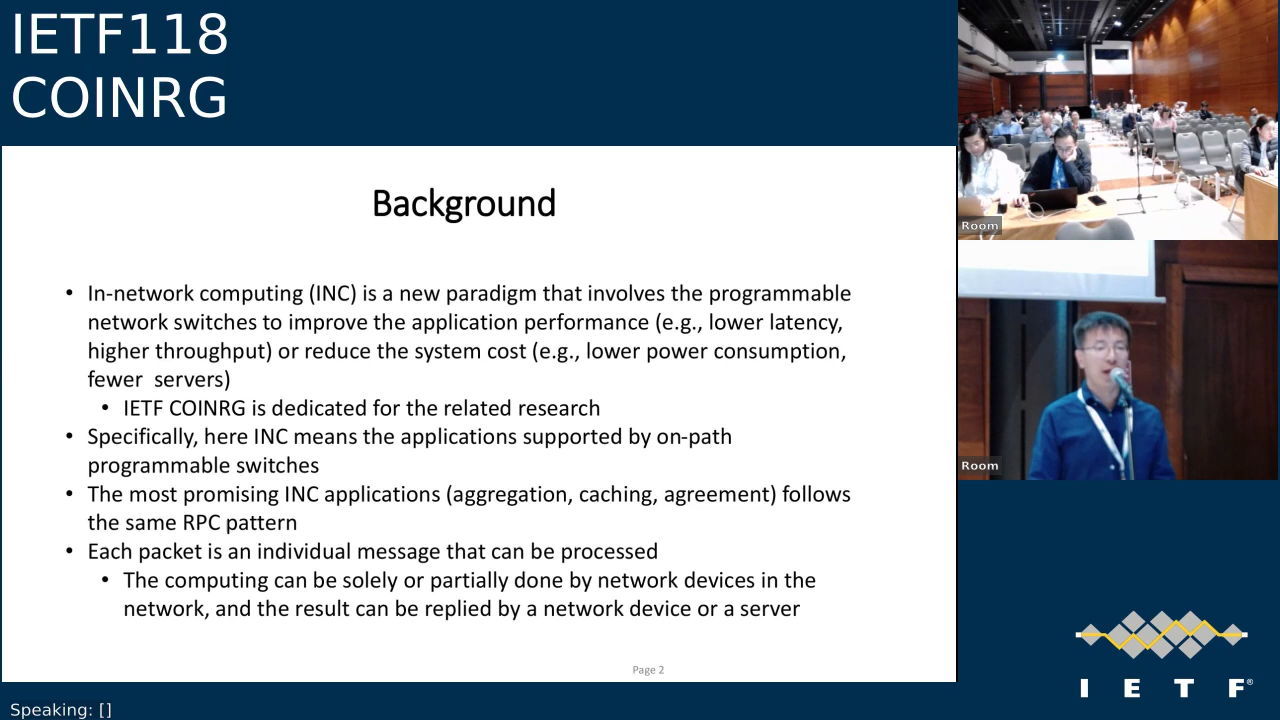 IETF118
COINRG
Background
• In-network computing (INC) is a new paradigm that involves the programmable
network switches to improve the application performance (e.g., lower latency,
higher throughput) or reduce the system cost (e.g., lower power consumption,
fewer  servers)
• IETF COINRG is dedicated for the related research
• Specifically, here INC means the applications supported by on-path
programmable switches
• The most promising INC applications (aggregation, caching, agreement) follows
the same RPC pattern
• Each packet is an individual message that can be processed
• The computing can be solely or partially done by network devices in the
network, and the result can be replied by a network device or a server
Page 2
Speaking: []
Room
Room
I E T F®